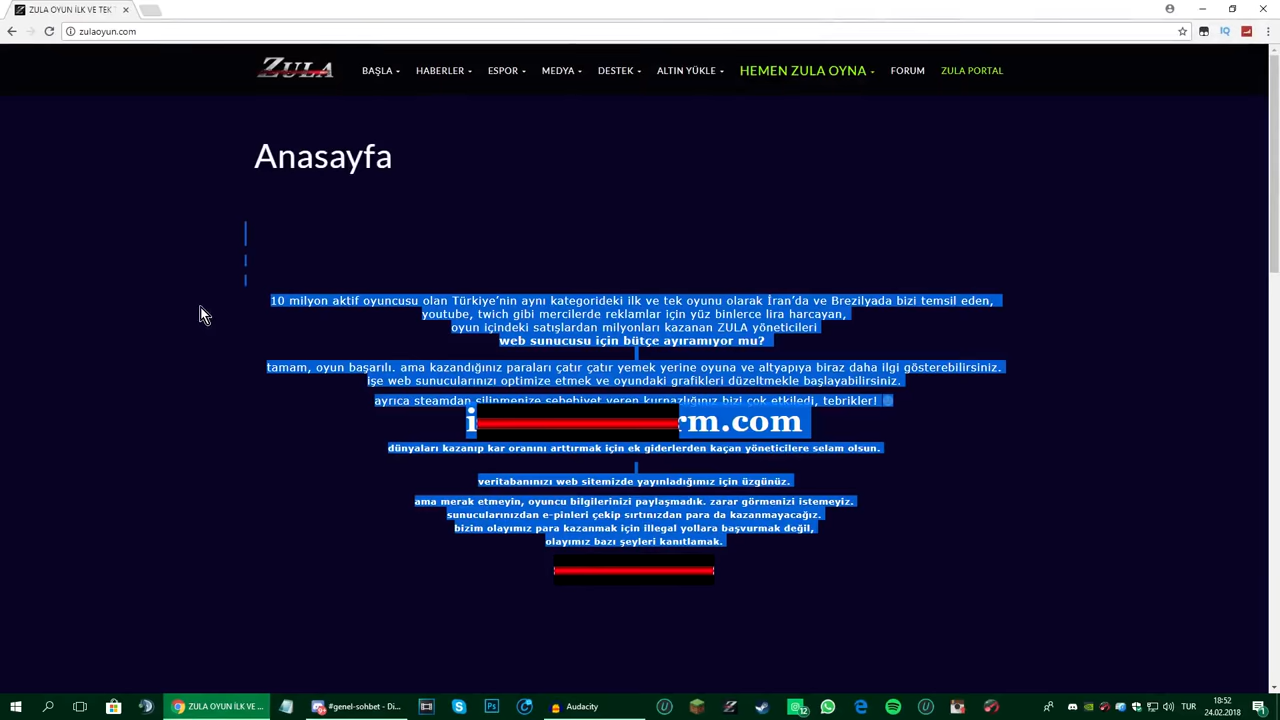 ZULA OYUN İLK VE TEK T
zulaoyun.com
ZULA
BAŞLA
HABERLER
ESPOR
MEDYA
DESTEK
ALTIN YÜKLE
HEMEN ZULA OYNA
FORUM
ZULA PORTAL
Anasayfa
10 milyon aktif oyuncusu olan Türkiye'nin aynı kategorideki ilk ve tek oyunu olarak İran'da ve Brezilyada bizi temsil eden,
youtube, twich gibi mercilerde reklamlar için yüz binlerce lira harcayan,
oyun içindeki satışlardan milyonları kazanan ZULA yöneticileri
web sunucusu için bütçe ayıramıyor mu?
tamam, oyun başarılı. ama kazandığınız paraları çatır çatır yemek yerine oyuna ve altyapıya biraz daha ilgi gösterebilirsiniz.
işe web sunucularınızı optimize etmek ve oyundaki grafikleri düzeltmekle başlayabilirsiniz.
ayrıca steamdan silinmenize sebebiyet veren kurnazlığınız bizi çok etkiledi, tebrikler!
i rm.com
dünyaları kazanıp kar oranını arttırmak için ek giderlerden kaçan yöneticilere selam olsun.
veritabanınızı web sitemizde yayınladığımız için üzgünüz.
ama merak etmeyin, oyuncu bilgilerinizi paylaşmadık. zarar görmenizi istemeyiz.
sunucularınızdan e-pinleri çekip sırtınızdan para da kazanmayacağız.
bizim olayımız para kazanmak için illegal yollara başvurmak değil,
olayımız bazı şeyleri kanıtlamak.
ZULA OYUN İLK VE ...
#genel-sohbet - Di...
Audacity
12
TUR
18:52
24.02.2018
1